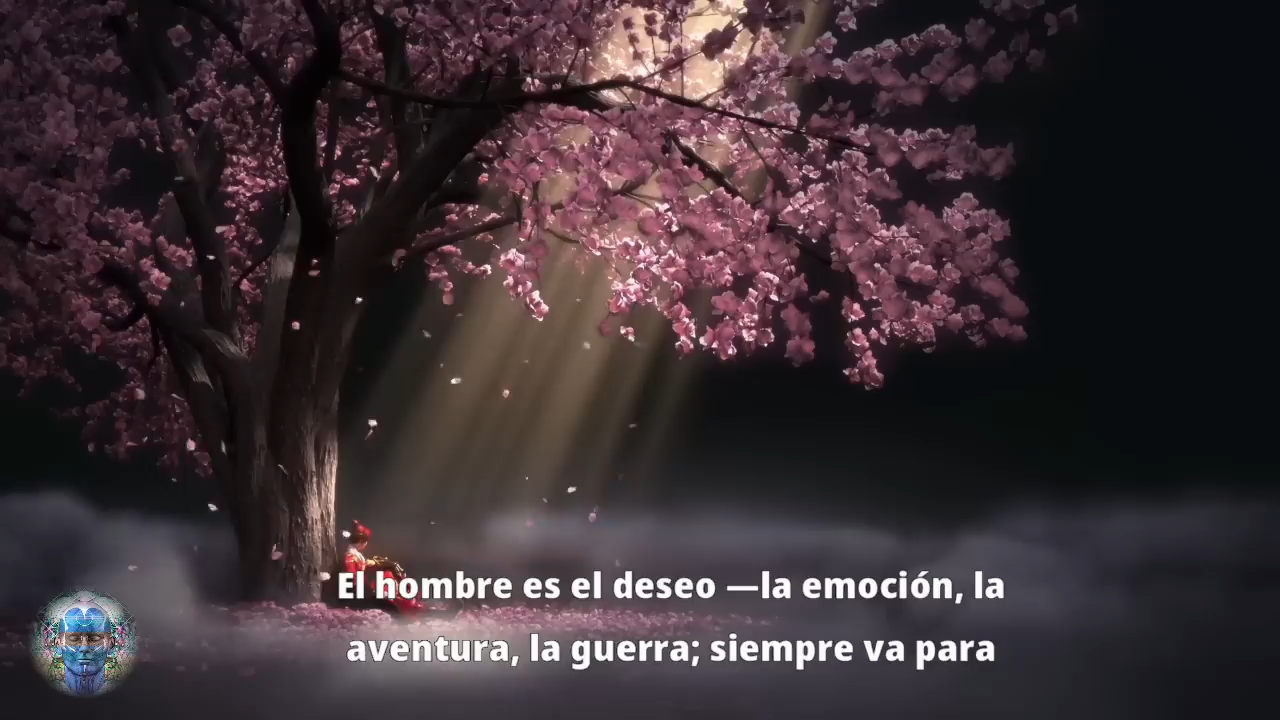 El hombre es el deseo —la emoción, la
aventura, la guerra; siempre va para